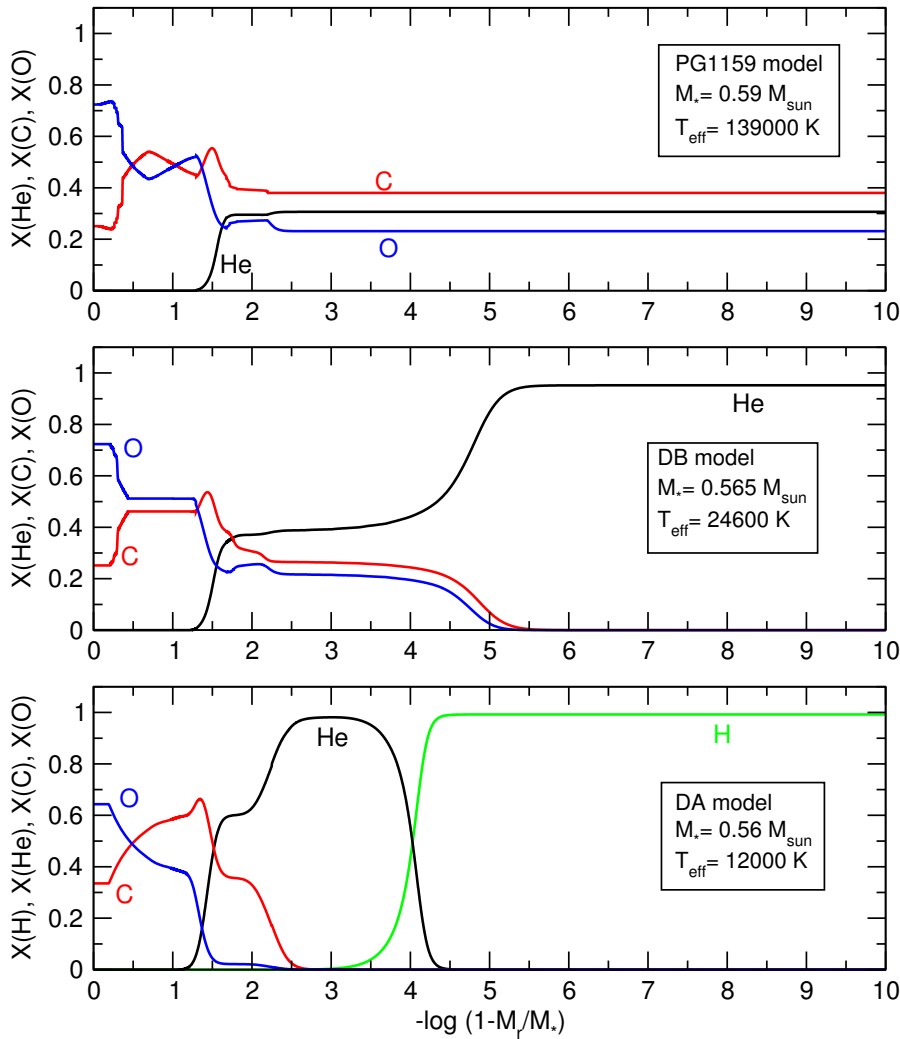 X(He), X(C), X(O)
1
0.8
0.6
0.4
0.2
0
PG1159 model
M*= 0.59 Msun
Teff= 139000 K
C
He
O
0 1 2 3 4 5 6 7 8 9 10
X(He), X(C), X(O)
1
0.8
0.6
0.4
0.2
0
He
O
C
DB model
M*= 0.565 Msun
Teff= 24600 K
0 1 2 3 4 5 6 7 8 9 10
X(H), X(He), X(C), X(O)
1
0.8
0.6
0.4
0.2
0
He
H
O
C
DA model
M*= 0.56 Msun
Teff= 12000 K
0 1 2 3 4 5 6 7 8 9 10
-log (1-Mr/M*)